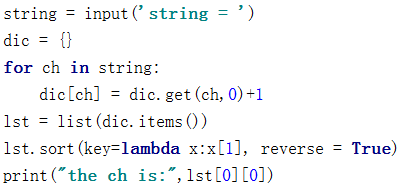 string = input('string = ')
dic = {}
for ch in string:
    dic[ch] = dic.get(ch,0)+1
lst = list(dic.items())
lst.sort(key=lambda x:x[1], reverse = True)
print("the ch is:",lst[0][0])